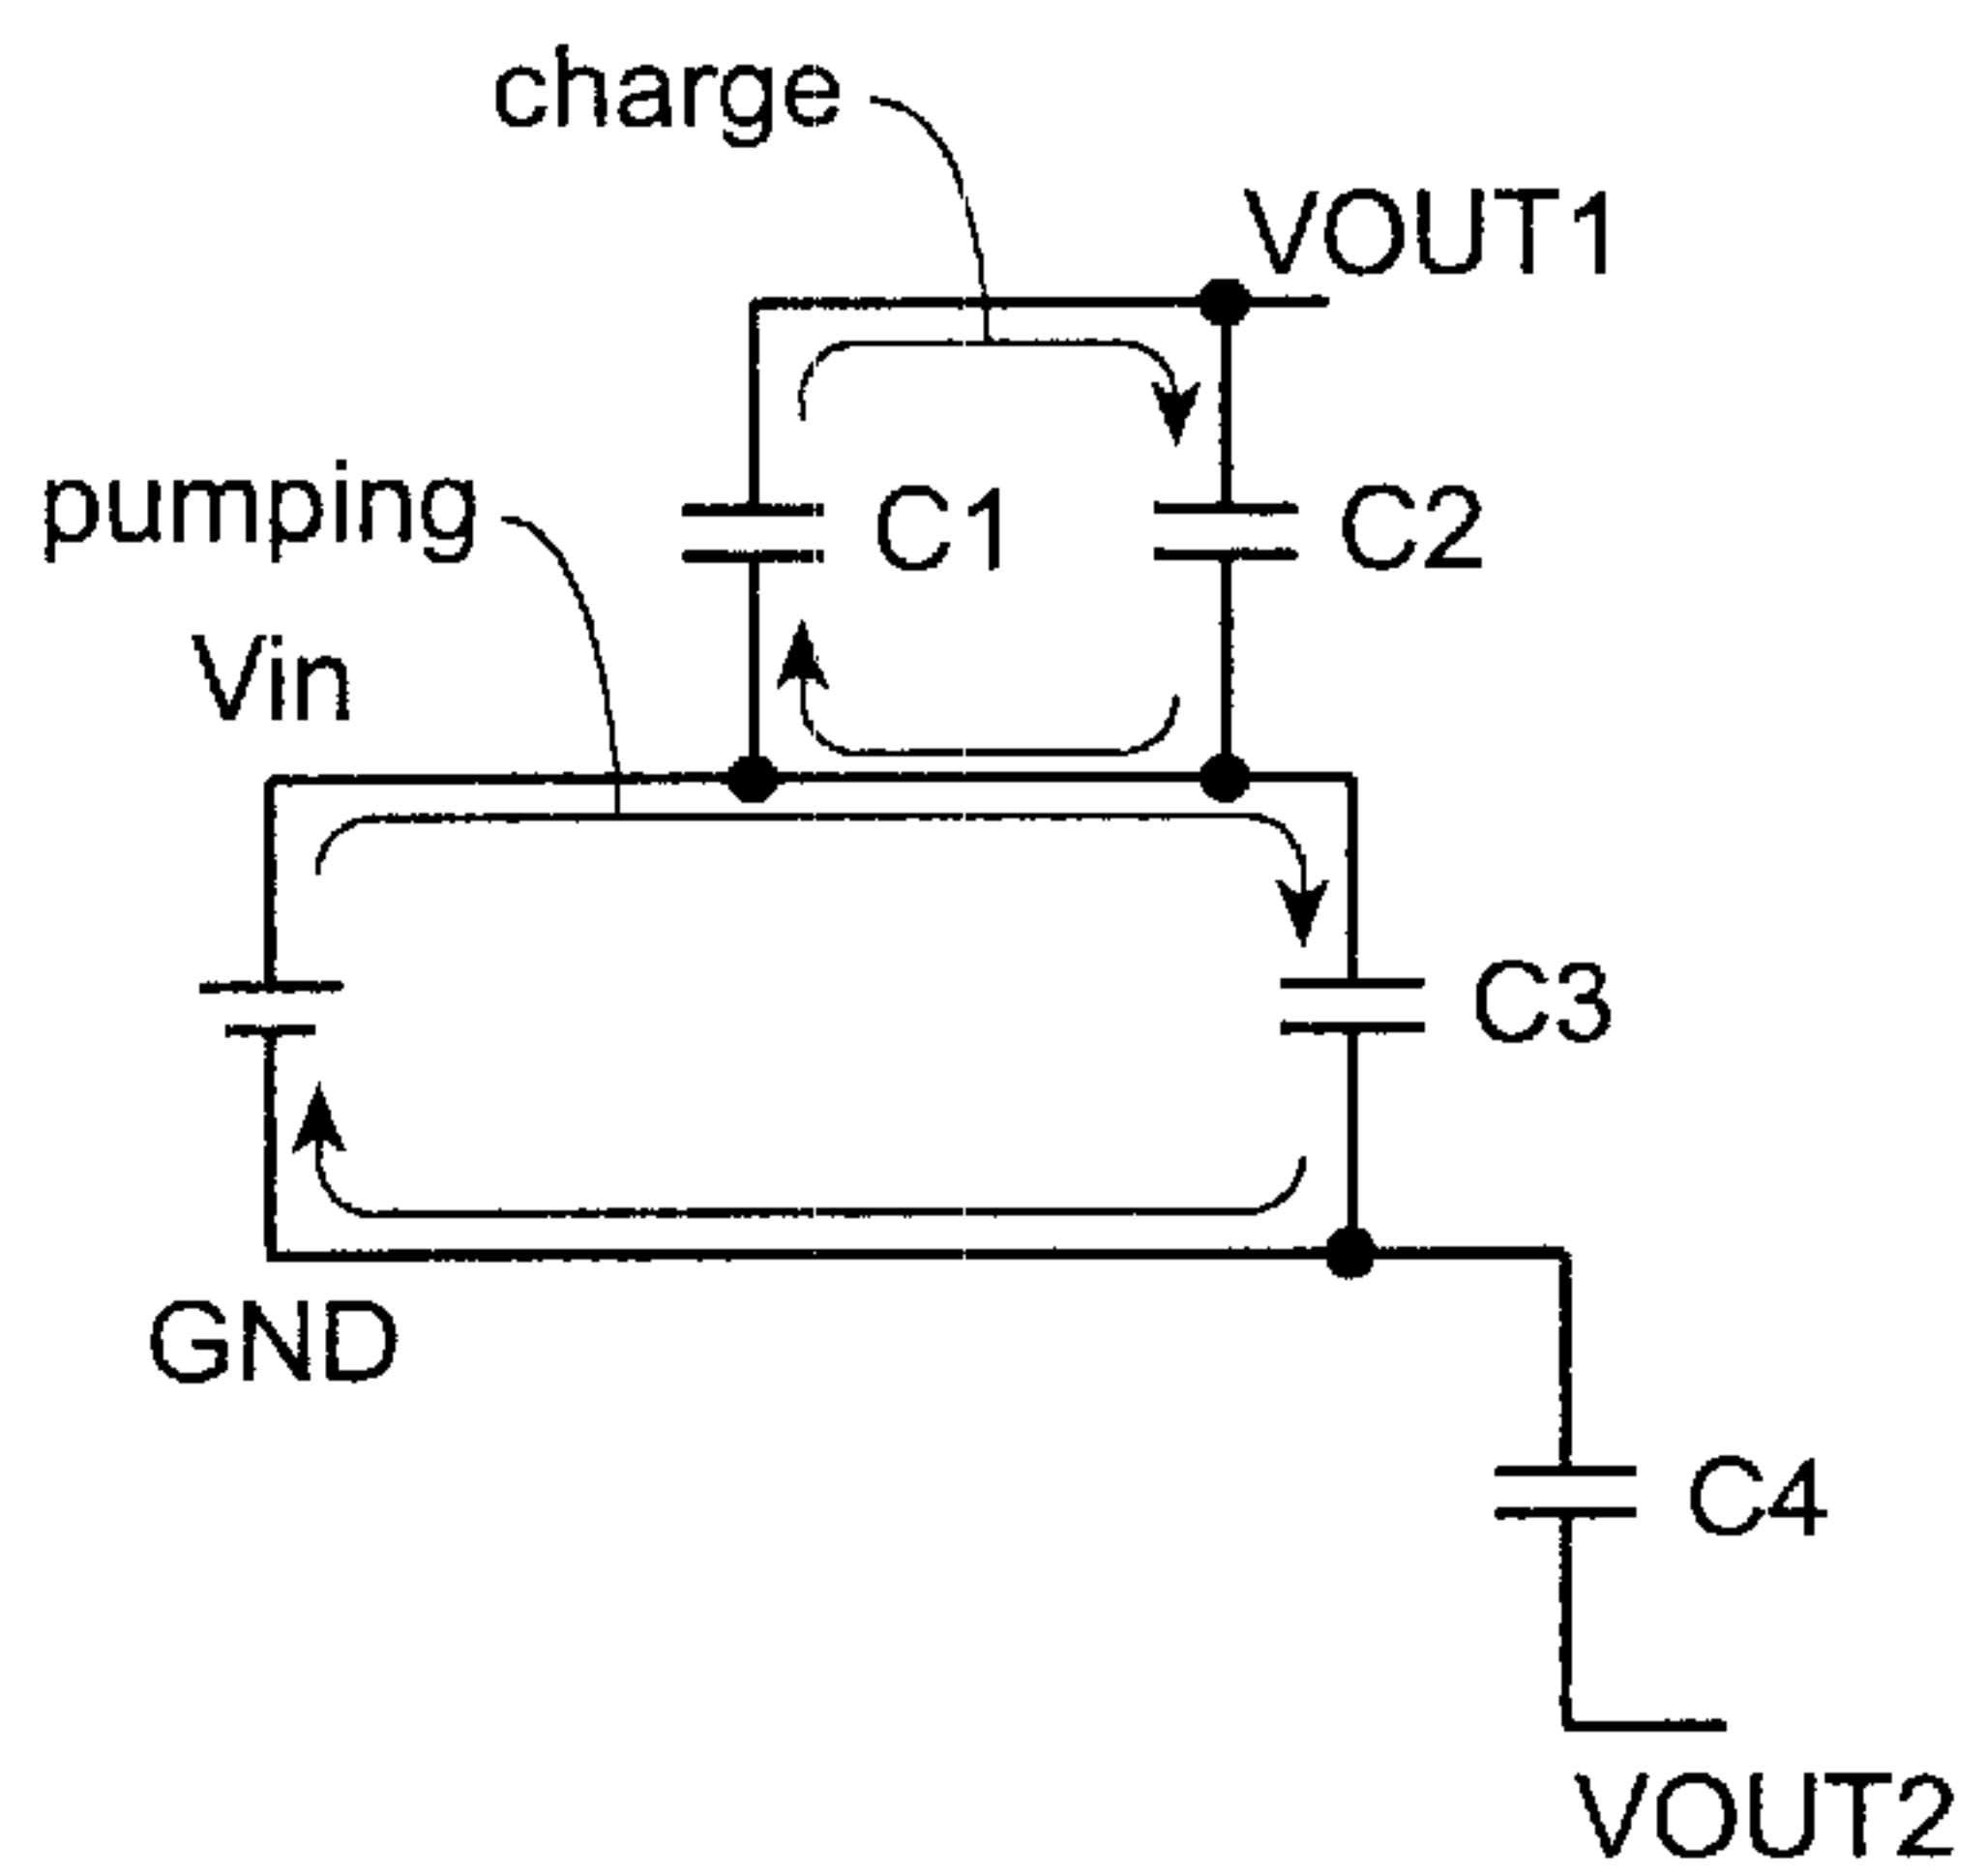 charge
VOUT1
pumping
C1
C2
Vin
C3
GND
C4
VOUT2